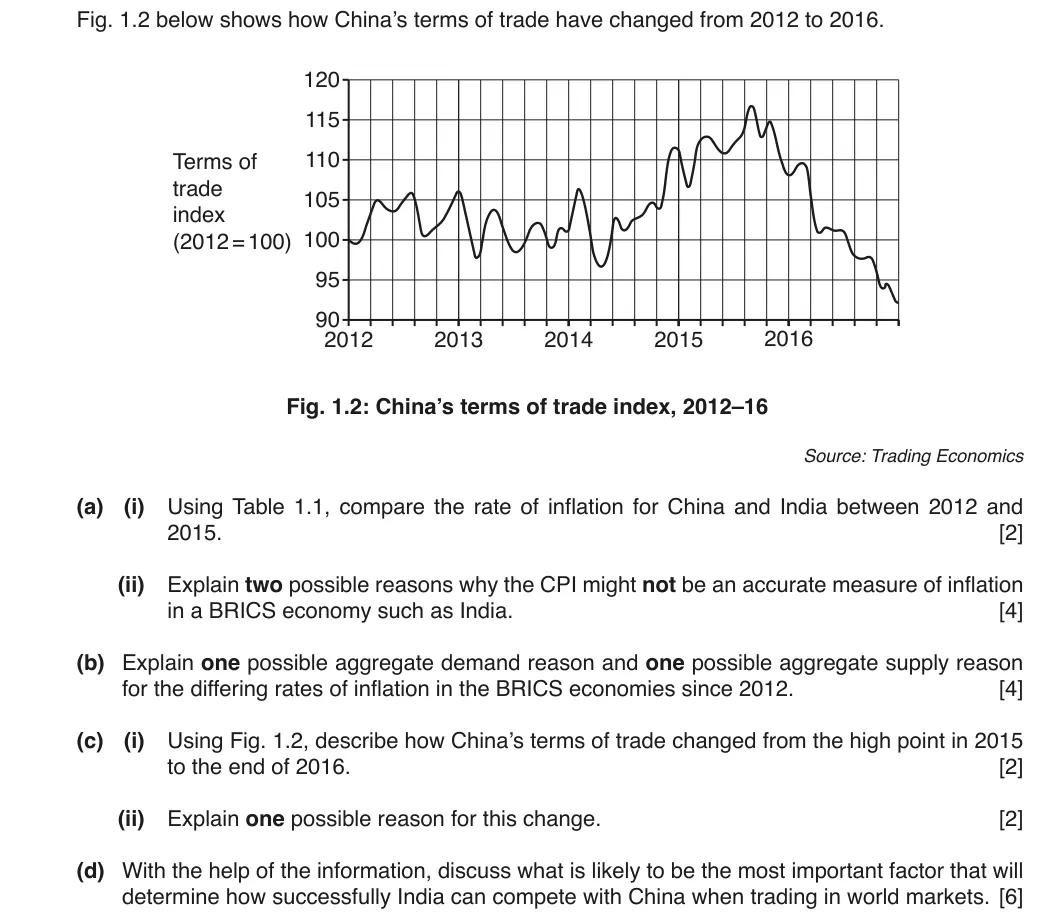 Fig. 1.2 below shows how China’s terms of trade have changed from 2012 to 2016.
120
115
110
105
100
95
90
Terms of
trade
index
(2012 = 100)
2012 2013 2014 2015 2016
Fig. 1.2: China’s terms of trade index, 2012–16
Source: Trading Economics
(a) (i) Using Table 1.1, compare the rate of inflation for China and India between 2012 and
2015. [2]
(ii) Explain two possible reasons why the CPI might not be an accurate measure of inflation
in a BRICS economy such as India. [4]
(b) Explain one possible aggregate demand reason and one possible aggregate supply reason
for the differing rates of inflation in the BRICS economies since 2012. [4]
(c) (i) Using Fig. 1.2, describe how China’s terms of trade changed from the high point in 2015
to the end of 2016. [2]
(ii) Explain one possible reason for this change. [2]
(d) With the help of the information, discuss what is likely to be the most important factor that will
determine how successfully India can compete with China when trading in world markets. [6]